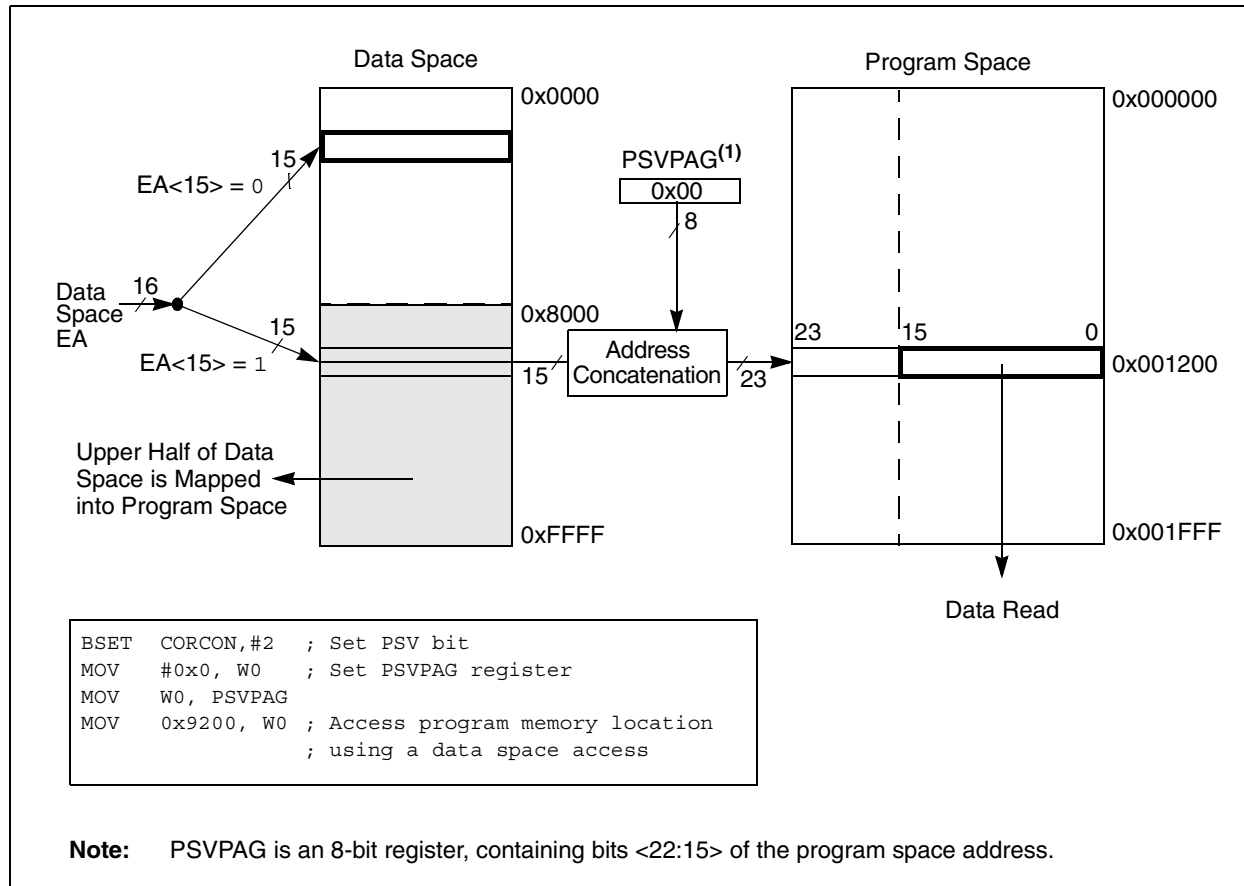 Data Space
Program Space
0x0000
0x000000
PSVPAG(1)
0x00
15
EA<15> = 0
8
16
Data
Space
EA
0x8000
15
EA<15> = 1
15
Address
Concatenation
23
23
15
0
0x001200
Upper Half of Data
Space is Mapped
into Program Space
0xFFFF
0x001FFF
Data Read
BSET CORCON,#2 ; Set PSV bit
MOV #0x0, W0 ; Set PSVPAG register
MOV W0, PSVPAG
MOV 0x9200, W0 ; Access program memory location
; using a data space access
Note: PSVPAG is an 8-bit register, containing bits <22:15> of the program space address.